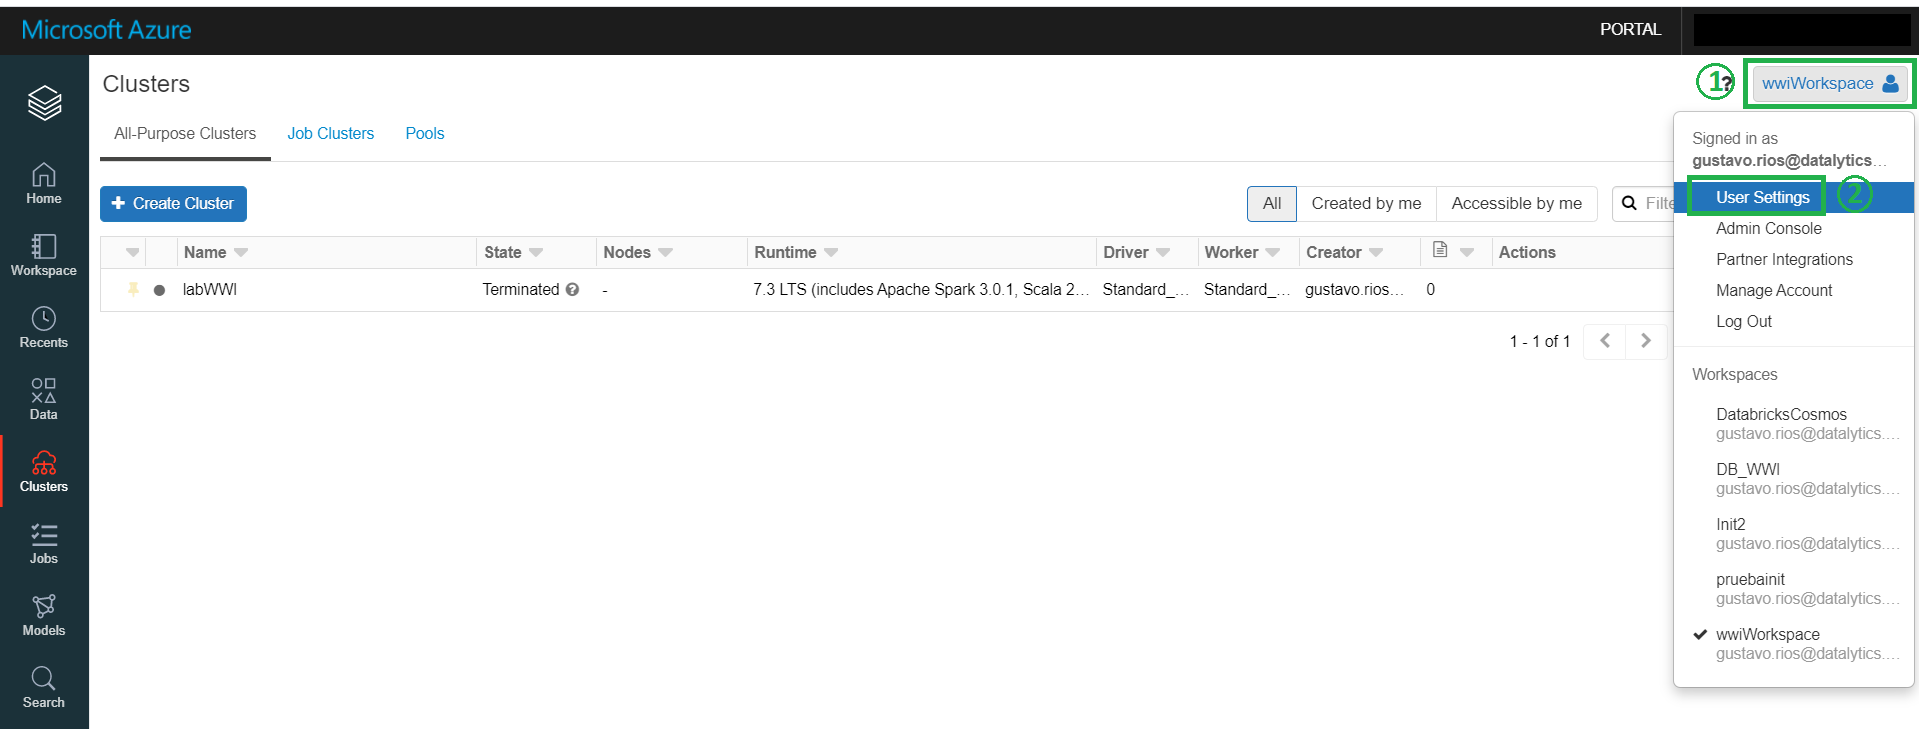 Microsoft Azure
PORTAL
Clusters
1
?
wwiWorkspace
All-Purpose Clusters
Job Clusters
Pools
Create Cluster
All
Created by me
Accessible by me
Filte
Name
State
Nodes
Runtime
Driver
Worker
Creator
Actions
labWWI
Terminated ?
-
7.3 LTS (includes Apache Spark 3.0.1, Scala 2...
Standard_...
Standard_...
gustavo.rios...
0
1 - 1 of 1
Home
Workspace
Recents
Data
Clusters
Jobs
Models
Search
Signed in as
gustavo.rios@datalytics...
User Settings
2
Admin Console
Partner Integrations
Manage Account
Log Out
Workspaces
DatabricksCosmos
gustavo.rios@datalytics....
DB_WWI
gustavo.rios@datalytics....
Init2
gustavo.rios@datalytics....
pruebainit
gustavo.rios@datalytics....
wwiWorkspace
gustavo.rios@datalytics....